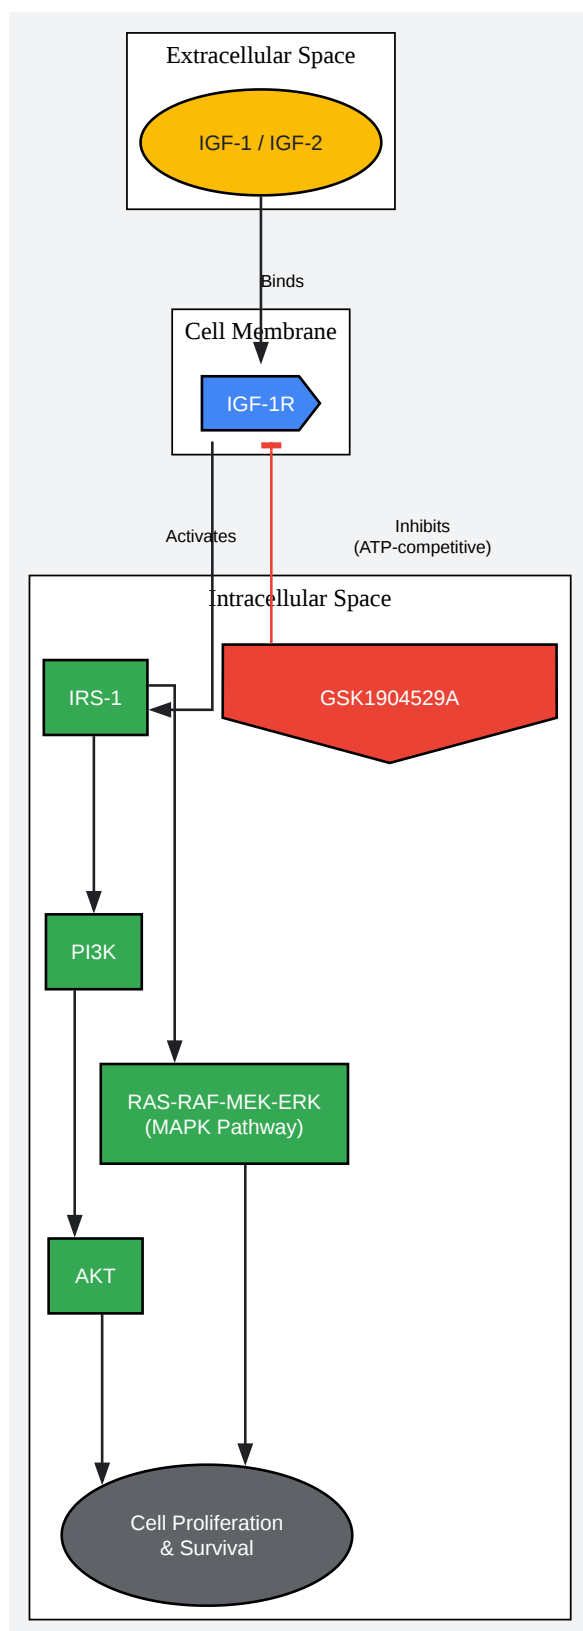 Extracellular Space
IGF-1 / IGF-2
Binds
Cell Membrane
IGF-1R
Activates
Inhibits
(ATP-competitive)
Intracellular Space
IRS-1
GSK1904529A
PI3K
RAS-RAF-MEK-ERK
(MAPK Pathway)
AKT
Cell Proliferation
& Survival